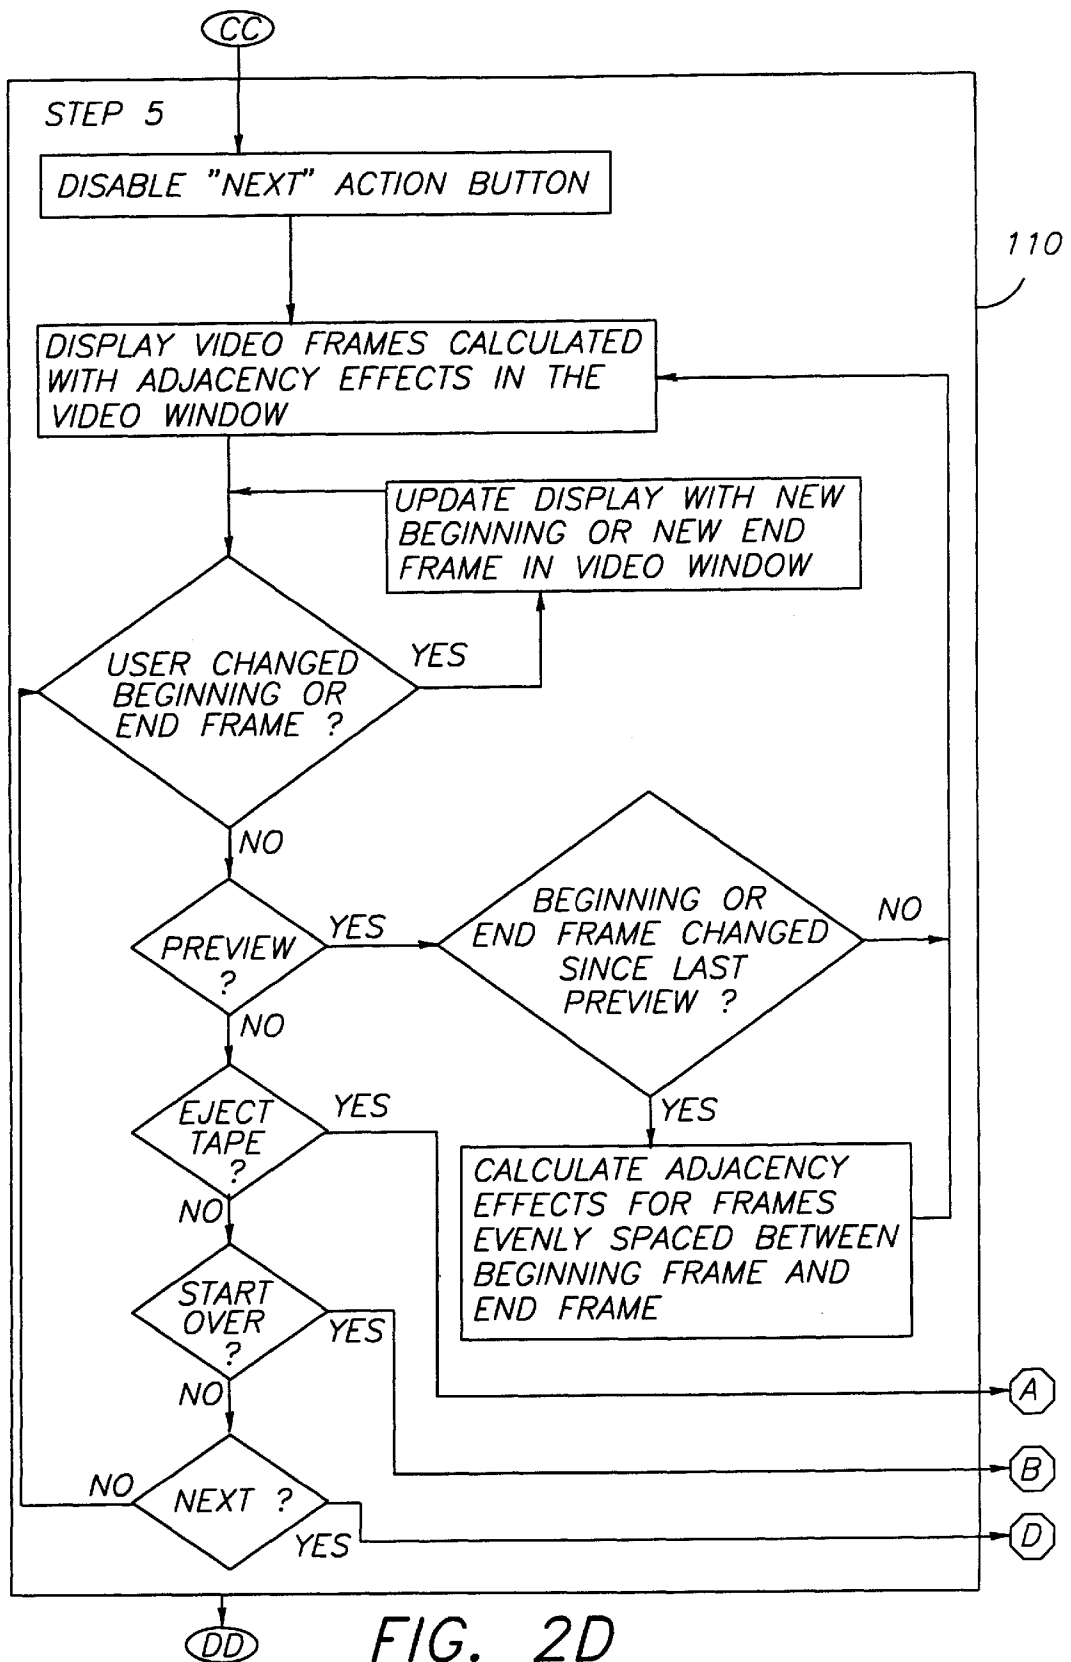 CC
STEP 5
DISABLE "NEXT" ACTION BUTTON
110
DISPLAY VIDEO FRAMES CALCULATED
WITH ADJACENCY EFFECTS IN THE
VIDEO WINDOW
UPDATE DISPLAY WITH NEW
BEGINNING OR NEW END
FRAME IN VIDEO WINDOW
USER CHANGED
BEGINNING OR
END FRAME ?
YES
NO
PREVIEW
?
YES
BEGINNING OR
END FRAME CHANGED
SINCE LAST
PREVIEW ?
NO
NO
YES
EJECT
TAPE
?
YES
CALCULATE ADJACENCY
EFFECTS FOR FRAMES
EVENLY SPACED BETWEEN
BEGINNING FRAME AND
END FRAME
NO
START
OVER
?
YES
NO
A
B
NO
NEXT ?
YES
D
DD
FIG. 2D